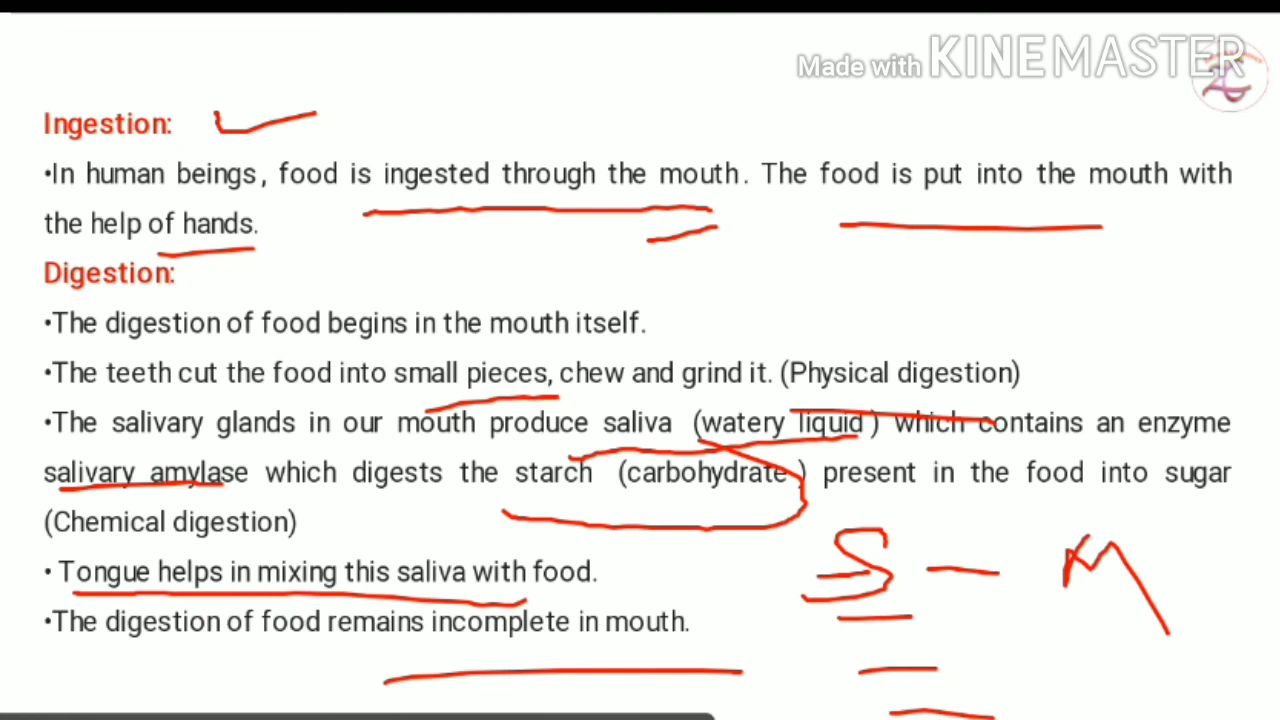 Made with KINEMASTER
Ingestion:
•In human beings, food is ingested through the mouth. The food is put into the mouth with
the help of hands.
Digestion:
•The digestion of food begins in the mouth itself.
•The teeth cut the food into small pieces, chew and grind it. (Physical digestion)
•The salivary glands in our mouth produce saliva (watery liquid) which contains an enzyme
salivary amylase which digests the starch (carbohydrate) present in the food into sugar
(Chemical digestion)
• Tongue helps in mixing this saliva with food.
•The digestion of food remains incomplete in mouth.
S - M